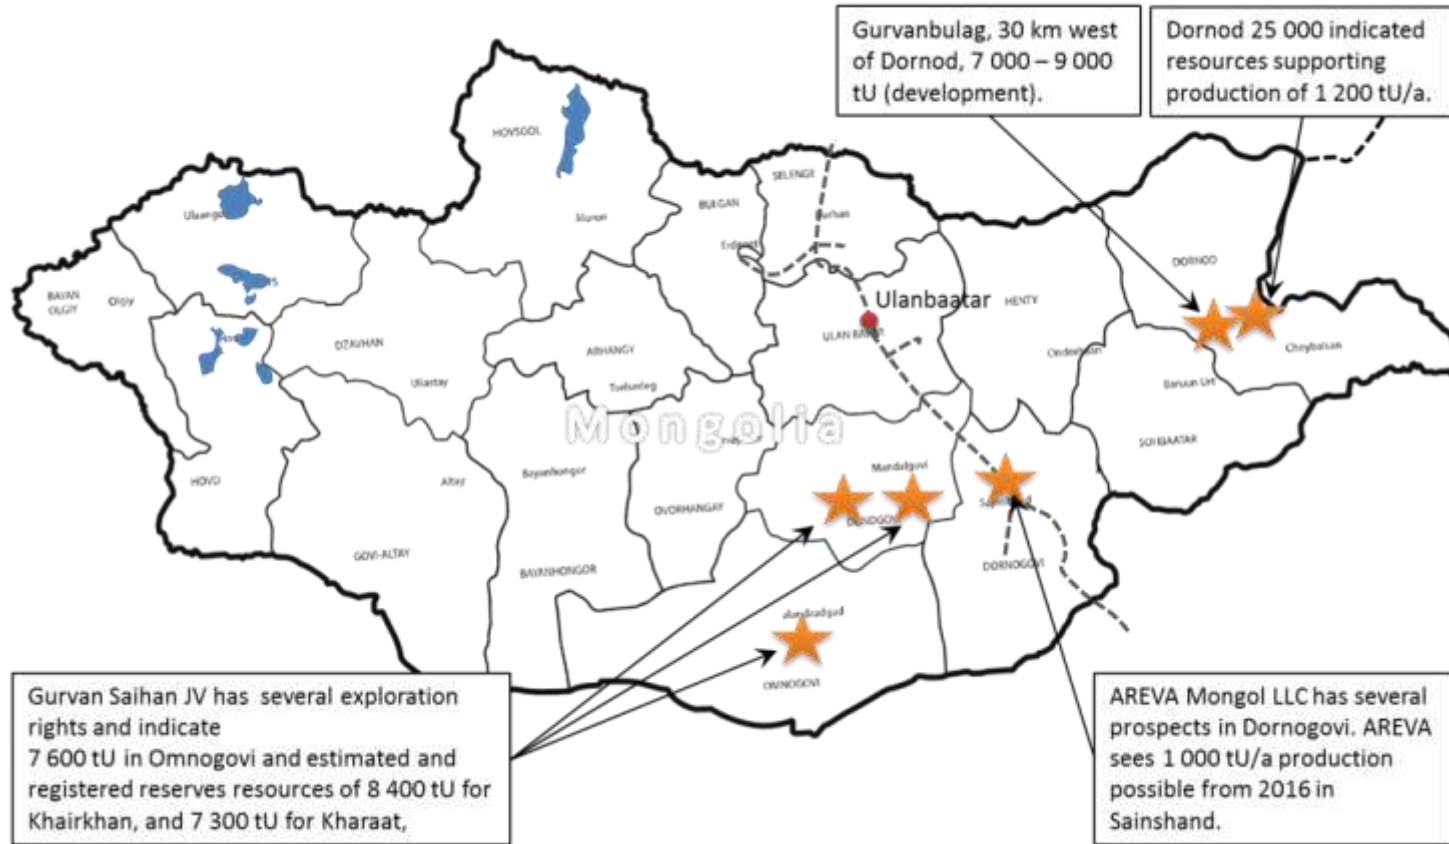 Gurvanbulag, 30 km west
of Dornod, 7 000 – 9 000
tU (development).
Dornod 25 000 indicated
resources supporting
production of 1 200 tU/a.
HOVSGOL
SELENGE
BULGAN
Moron
DORNOD
BAYAN
OLGIY
Olgiy
Ulanbaatar
HENTY
DZAVHAN
ARHANGY
Uliastay
Choybalsan
Baruun Urt
Mongolia
SOHBAATAR
Mandalgovi
HOVD
Altay
Bayanhongor
OVORHANGAY
GOVI-ALTAY
BAYANHONGOR
DORNOGOVI
OMNOGOVI
Gurvan Saihan JV has several exploration
rights and indicate
7 600 tU in Omnogovi and estimated and
registered reserves resources of 8 400 tU for
Khairkhan, and 7 300 tU for Kharaat,
AREVA Mongol LLC has several
prospects in Dornogovi. AREVA
sees 1 000 tU/a production
possible from 2016 in
Sainshand.